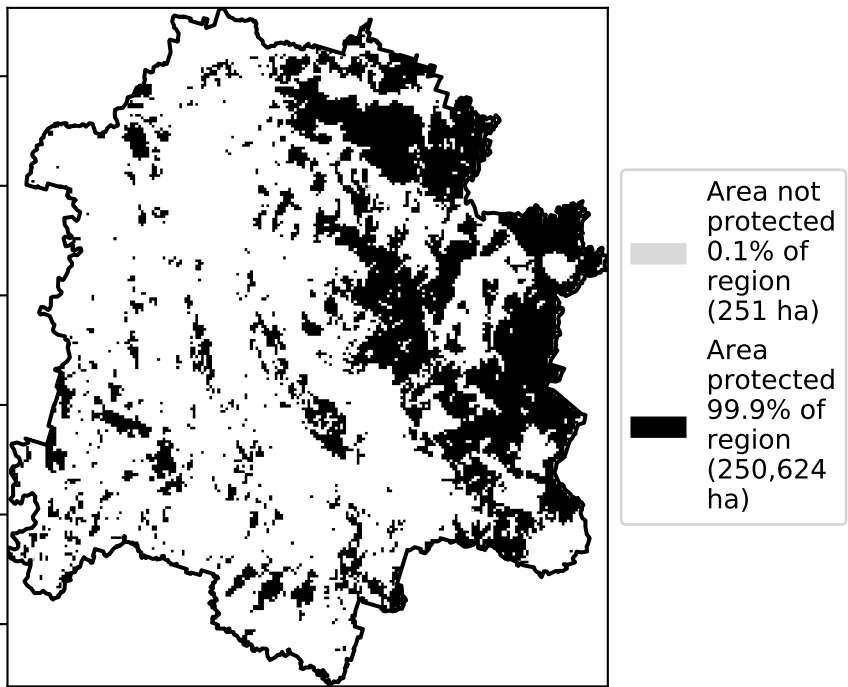 Area not
protected
0.1% of
region
(251 ha)
Area
protected
99.9% of
region
(250,624
ha)